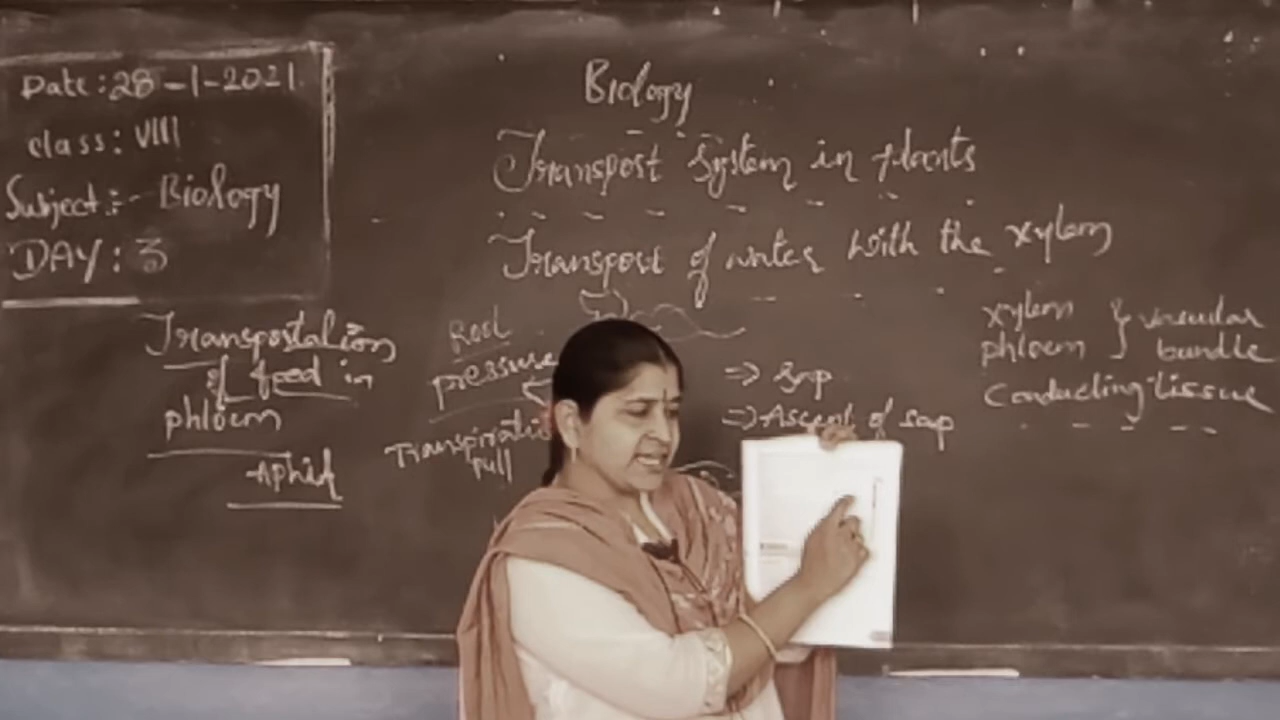 Date : 28-1-2021
class : VIII
Subject :- Biology
DAY : 3
Biology
Transport System in plants
Transport of water with the xylem
Transportation
of food in
phloem
Aphid
Root
pressure
Transpiration
pull
⇒ Sap
⇒ Ascent of sap
xylem
phloem } vascular bundle
Conducting tissue